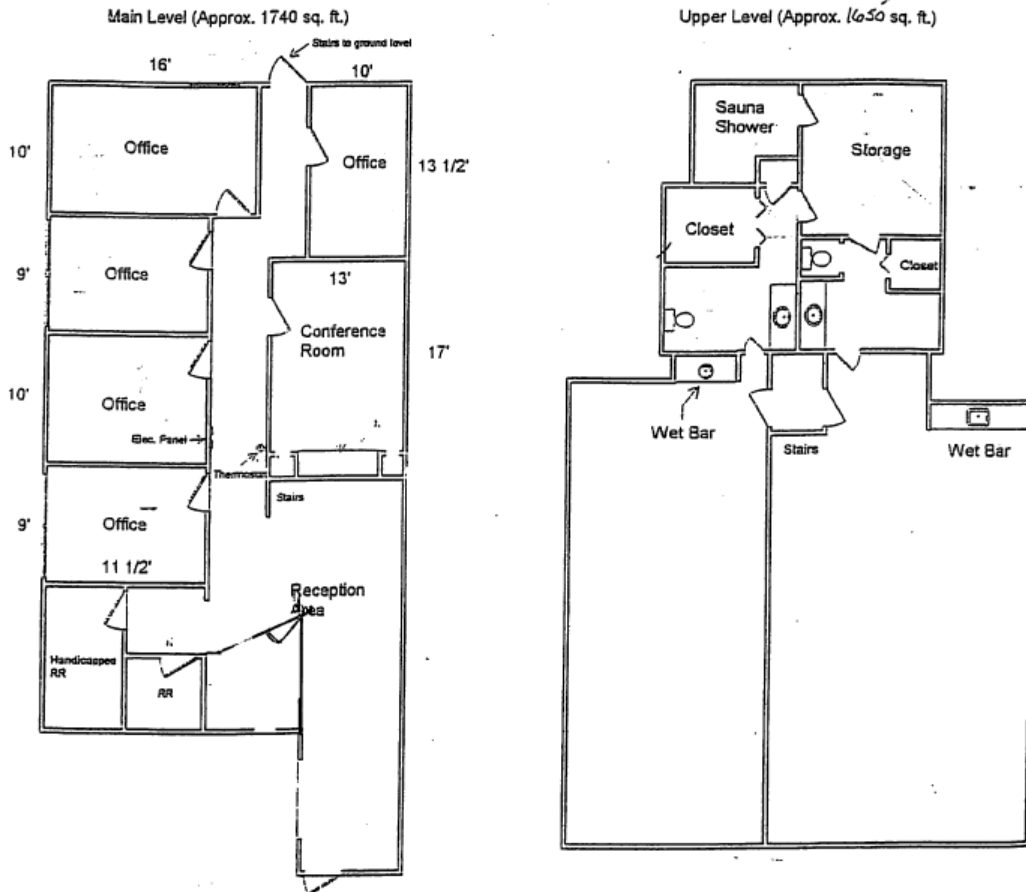 Main Level (Approx. 1740 sq. ft.)
Stairs to ground level
16'
10'
10'
Office
Office
13 1/2'
9'
Office
13'
Conference
Room
17'
10'
Office
Elec. Panel
Thermostat
Stairs
9'
Office
11 1/2'
Reception
Area
Handicapped
RR
RR
Upper Level (Approx. 1650 sq. ft.)
Sauna
Shower
Storage
Closet
Closet
Wet Bar
Stairs
Wet Bar